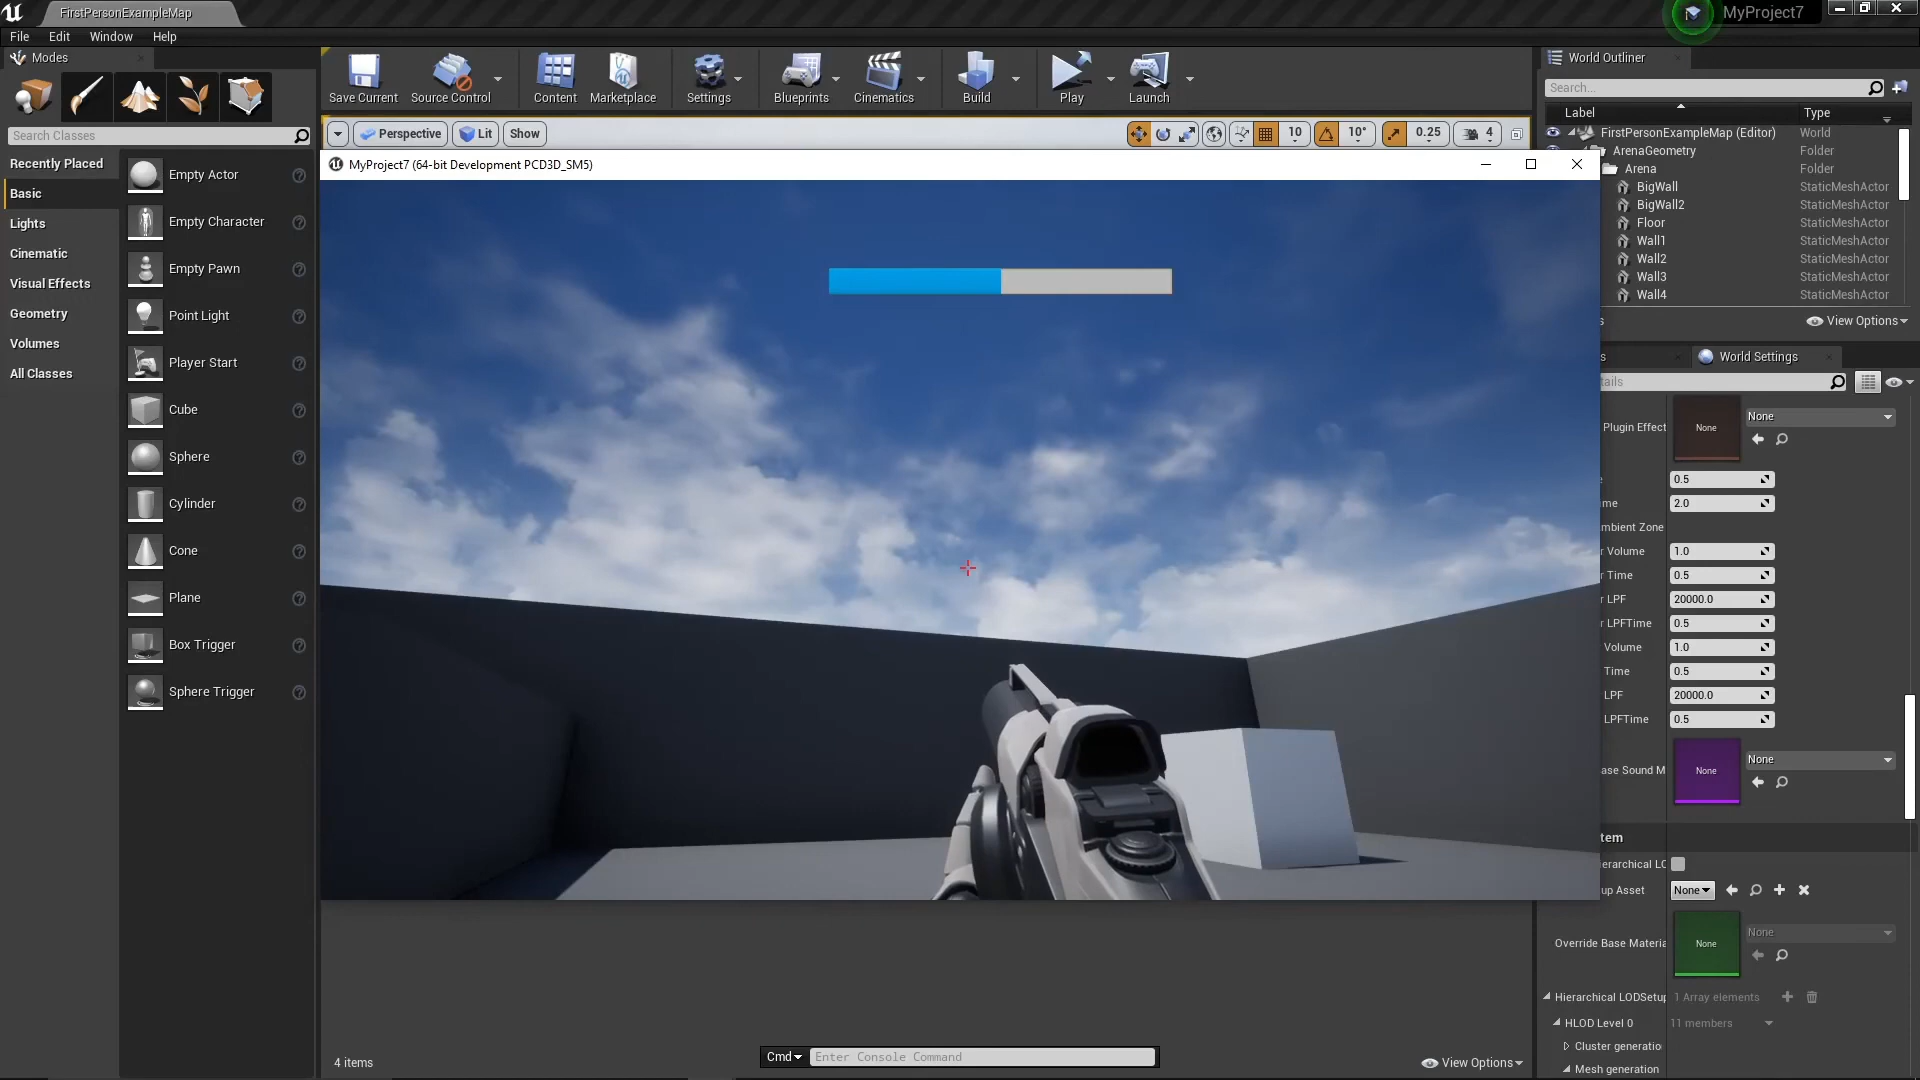 FirstPersonExampleMap
MyProject7
File Edit Window Help
Modes
Search Classes
Recently Placed
Basic
Lights
Cinematic
Visual Effects
Geometry
Volumes
All Classes
Empty Actor
Empty Character
Empty Pawn
Point Light
Player Start
Cube
Sphere
Cylinder
Cone
Plane
Box Trigger
Sphere Trigger
Save Current
Source Control
Content
Marketplace
Settings
Blueprints
Cinematics
Build
Play
Launch
Perspective
Lit
Show
10
10°
0.25
4
MyProject7 (64-bit Development PCD3D_SM5)
4 items
Cmd
Enter Console Command
View Options
World Outliner
Search...
Label Type
FirstPersonExampleMap (Editor) World
ArenaGeometry Folder
Arena Folder
BigWall StaticMeshActor
BigWall2 StaticMeshActor
Floor StaticMeshActor
Wall1 StaticMeshActor
Wall2 StaticMeshActor
Wall3 StaticMeshActor
Wall4 StaticMeshActor
s
View Options
s
World Settings
tails
Plugin Effect None None
e 0.5
ime 2.0
mbient Zone
r Volume 1.0
r Time 0.5
r LPF 20000.0
r LPFTime 0.5
Volume 1.0
Time 0.5
LPF 20000.0
LPFTime 0.5
ase Sound M None None
tem
ierarchical LO
up Asset None
Override Base Materia None None
Hierarchical LODSetup 1 Array elements
HLOD Level 0 11 members
Cluster generatio
Mesh generation